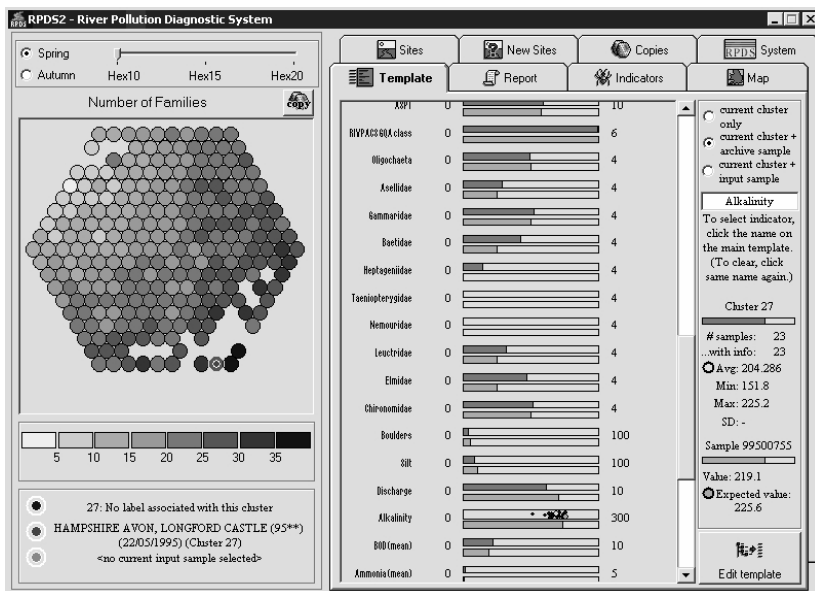 RPDS2 - River Pollution Diagnostic System
Spring
Autumn
Hex10 Hex15 Hex20
Number of Families
copy
5 10 15 20 25 30 35
27: No label associated with this cluster
HAMPSHIRE AVON, LONGFORD CASTLE (95**)
(22/05/1995) (Cluster 27)
<no current input sample selected>
Sites
New Sites
Copies
RPDS System
Template
Report
Indicators
Map
ASPT 0 10
RIVPACS GQA class 0 6
Oligochaeta 0 4
Asellidae 0 4
Gammaridae 0 4
Baetidae 0 4
Heptageniidae 0 4
Taeniopterygidae 0 4
Nemouridae 0 4
Leuctridae 0 4
Elmidae 0 4
Chironomidae 0 4
Boulders 0 100
Silt 0 100
Discharge 0 10
Alkalinity 0 300
BOD (mean) 0 10
Ammonia (mean) 0 5
current cluster
only
current cluster +
archive sample
current cluster +
input sample
Alkalinity
To select indicator,
click the name on
the main template.
(To clear, click
same name again.)
Cluster 27
# samples: 23
...with info: 23
Avg: 204.286
Min: 151.8
Max: 225.2
SD: -
Sample 99500755
Value: 219.1
Expected value:
225.6
Edit template